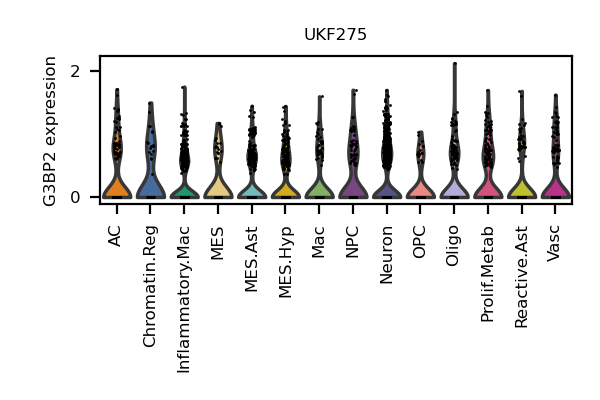 UKF275
G3BP2 expression
2
0
AC
Chromatin.Reg
Inflammatory.Mac
MES
MES.Ast
MES.Hyp
Mac
NPC
Neuron
OPC
Oligo
Prolif.Metab
Reactive.Ast
Vasc